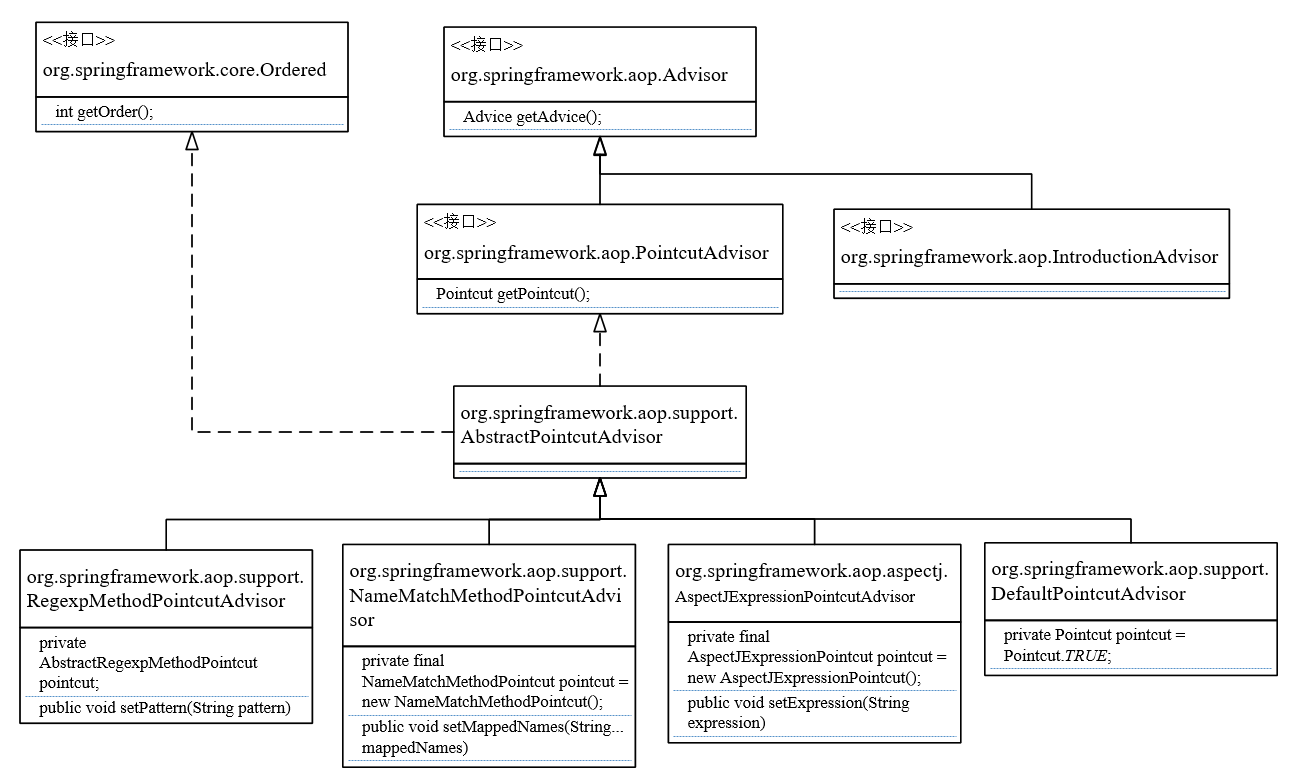 <<接口>>
org.springframework.core.Ordered
int getOrder();
<<接口>>
org.springframework.aop.Advisor
Advice getAdvice();
<<接口>>
org.springframework.aop.PointcutAdvisor
Pointcut getPointcut();
<<接口>>
org.springframework.aop.IntroductionAdvisor
org.springframework.aop.support.
AbstractPointcutAdvisor
org.springframework.aop.support.
RegexpMethodPointcutAdvisor
private
AbstractRegexpMethodPointcut
pointcut;
public void setPattern(String pattern)
org.springframework.aop.support.
NameMatchMethodPointcutAdvi
sor
private final
NameMatchMethodPointcut pointcut =
new NameMatchMethodPointcut();
public void setMappedNames(String...
mappedNames)
org.springframework.aop.aspectj.
AspectJExpressionPointcutAdvisor
private final
AspectJExpressionPointcut pointcut =
new AspectJExpressionPointcut();
public void setExpression(String
expression)
org.springframework.aop.support.
DefaultPointcutAdvisor
private Pointcut pointcut =
Pointcut.TRUE;